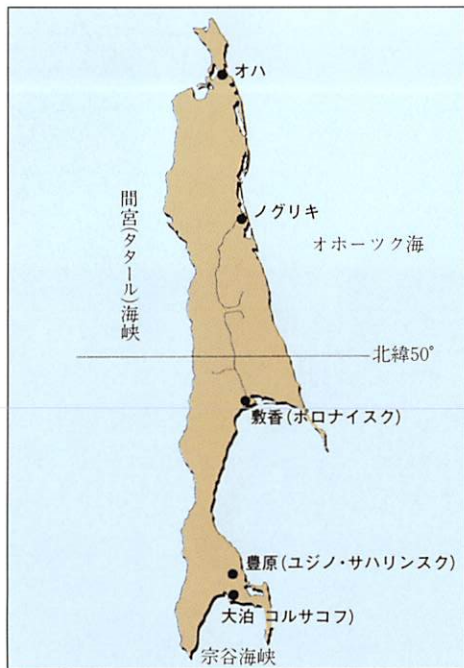 オハ
ノグリキ
間宮(タタール)海峡
オホーツク海
北緯50°
敷香(ポロナイスク)
豊原(ユジノ・サハリンスク)
大泊 コルサコフ)
宗谷海峡